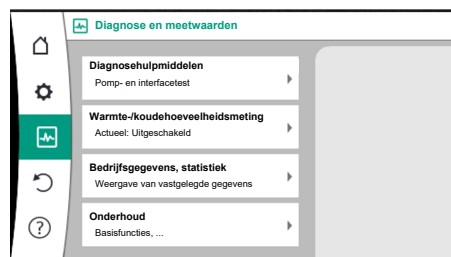 Diagnose en meetwaarden
Diagnosehulpmiddelen
Pomp- en interfacetest
Warmte-/koudehoeveelheidsmeting
Actueel: Uitgeschakeld
Bedrijfsgegevens, statistiek
Weergave van vastgelegde gegevens
Onderhoud
Basisfuncties, ...
?